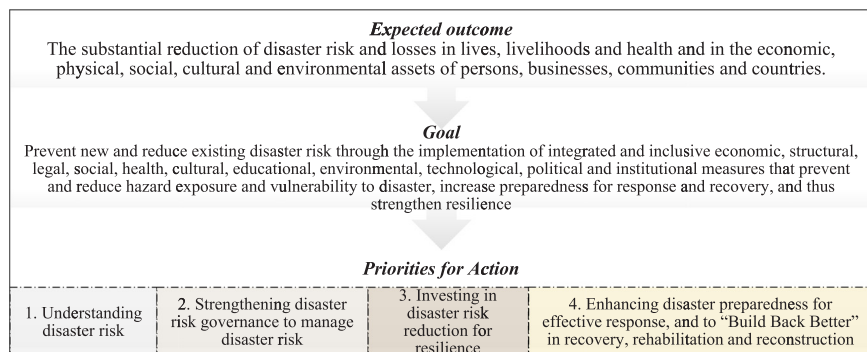 Expected outcome
The substantial reduction of disaster risk and losses in lives, livelihoods and health and in the economic,
physical, social, cultural and environmental assets of persons, businesses, communities and countries.
Goal
Prevent new and reduce existing disaster risk through the implementation of integrated and inclusive economic, structural,
legal, social, health, cultural, educational, environmental, technological, political and institutional measures that prevent
and reduce hazard exposure and vulnerability to disaster, increase preparedness for response and recovery, and thus
strengthen resilience
Priorities for Action
1. Understanding
disaster risk
2. Strengthening disaster
risk governance to manage
disaster risk
3. Investing in
disaster risk
reduction for
resilience
4. Enhancing disaster preparedness for
effective response, and to “Build Back Better”
in recovery, rehabilitation and reconstruction